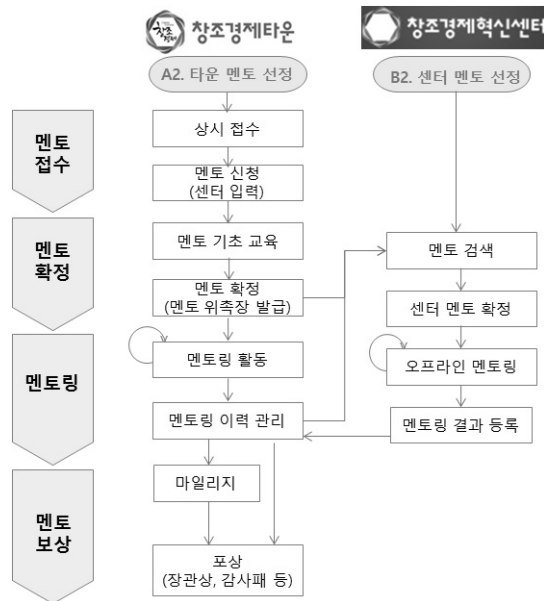 창조경제타운
창조경제혁신센터
A2. 타운 멘토 선정
B2. 센터 멘토 선정
멘토
접수
상시 접수
멘토 신청
(센터 입력)
멘토
확정
멘토 기초 교육
멘토 검색
멘토 확정
(멘토 위촉장 발급)
센터 멘토 확정
멘토링
멘토링 활동
오프라인 멘토링
멘토링 이력 관리
멘토링 결과 등록
멘토
보상
마일리지
포상
(장관상, 감사패 등)